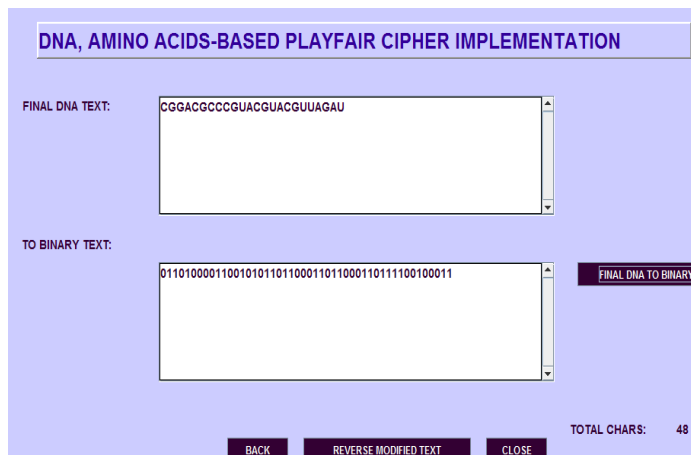 DNA, AMINO ACIDS-BASED PLAYFAIR CIPHER IMPLEMENTATION
FINAL DNA TEXT:
CGGACGCCCGUACGUACGUUAGAU
TO BINARY TEXT:
011010000110010101101100011011000110111100100011
FINAL DNA TO BINARY
TOTAL CHARS: 48
BACK REVERSE MODIFIED TEXT CLOSE